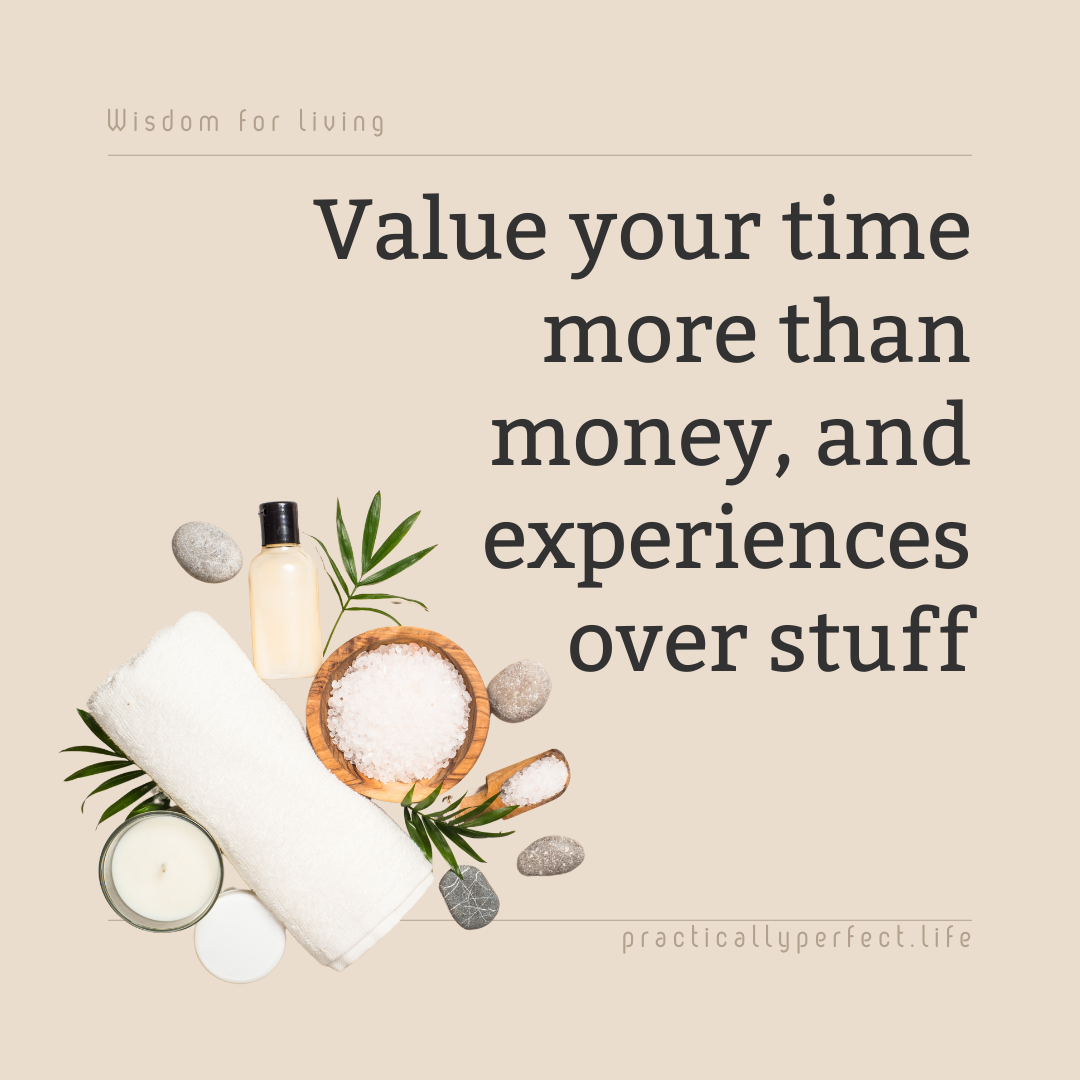 Wisdom for living
Value your time
more than
money, and
experiences
over stuff
practicallyperfect.life